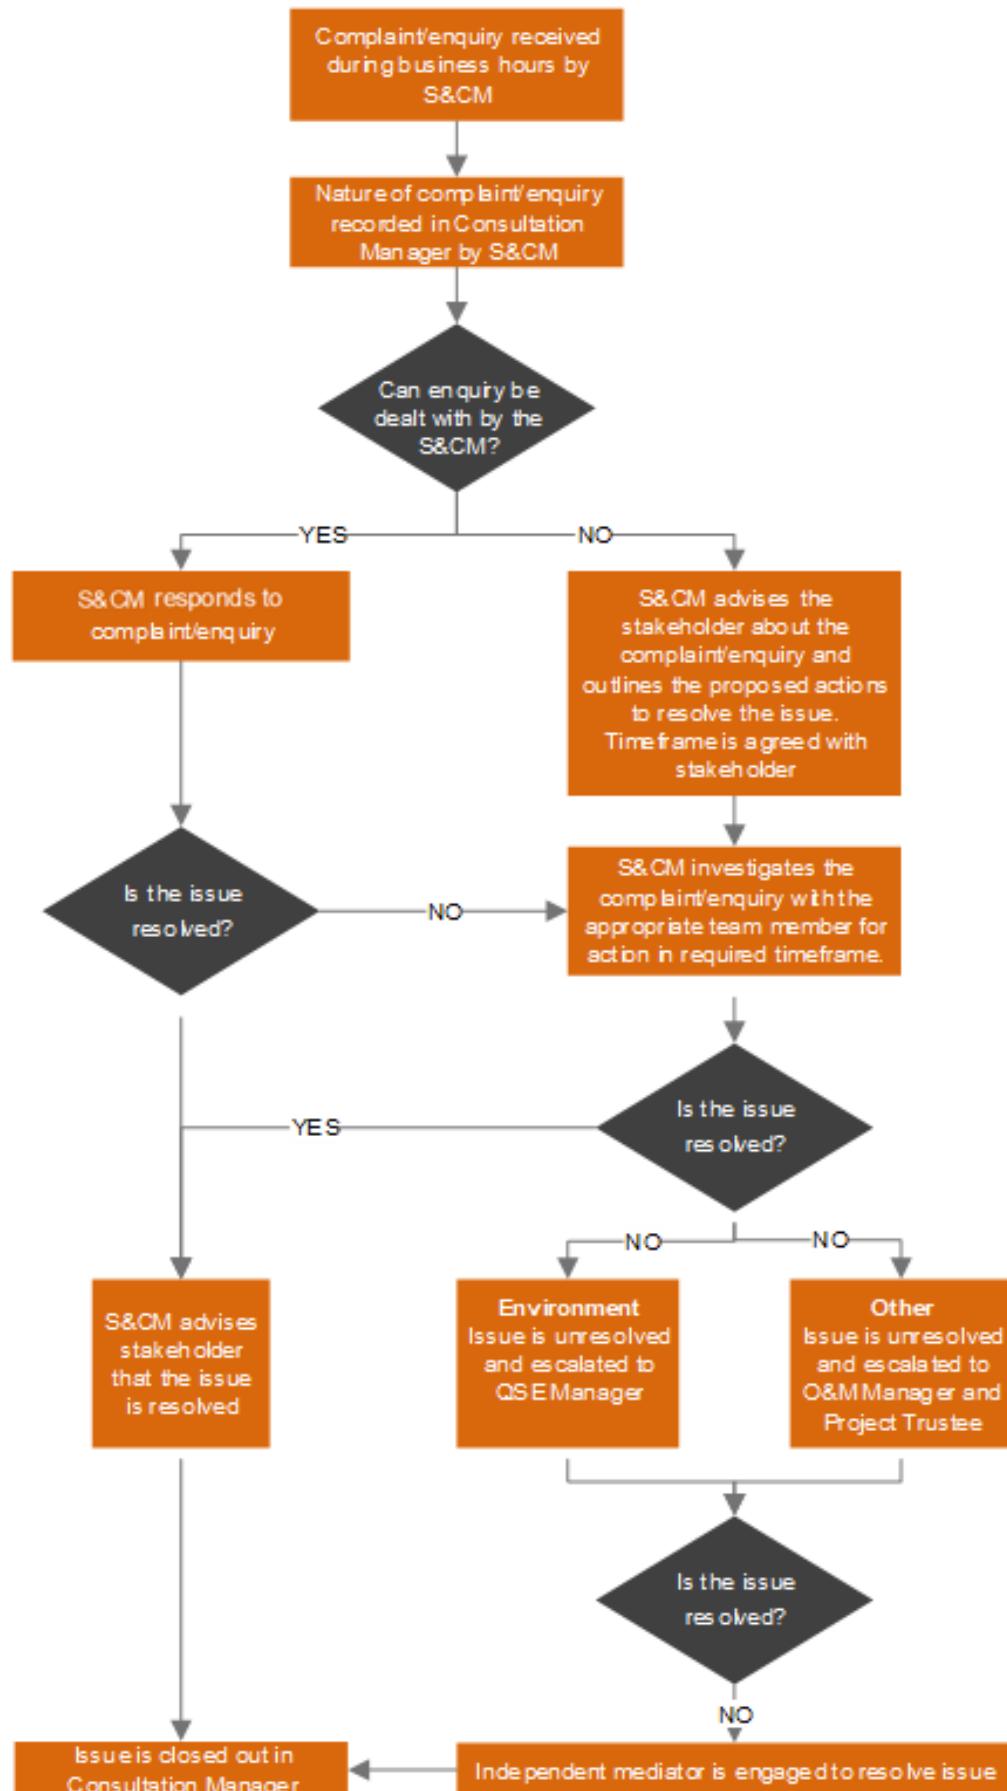 Complaint/enquiry received
during business hours by
S&CM
Nature of complaint/enquiry
recorded in Consultation
Manager by S&CM
Can enquiry be
dealt with by the
S&CM?
YES
NO
S&CM responds to
complaint/enquiry
S&CM advises the
stakeholder about the
complaint/enquiry and
outlines the proposed actions
to resolve the issue.
Timeframe is agreed with
stakeholder
Is the issue
resolved?
NO
S&CM investigates the
complaint/enquiry with the
appropriate team member for
action in required timeframe.
Is the issue
resolved?
YES
NO
NO
S&CM advises
stakeholder
that the issue
is resolved
Environment
Issue is unresolved
and escalated to
QSE Manager
Other
Issue is unresolved
and escalated to
O&M Manager and
Project Trustee
Is the issue
resolved?
NO
Issue is closed out in
Consultation Manager
Independent mediator is engaged to resolve issue